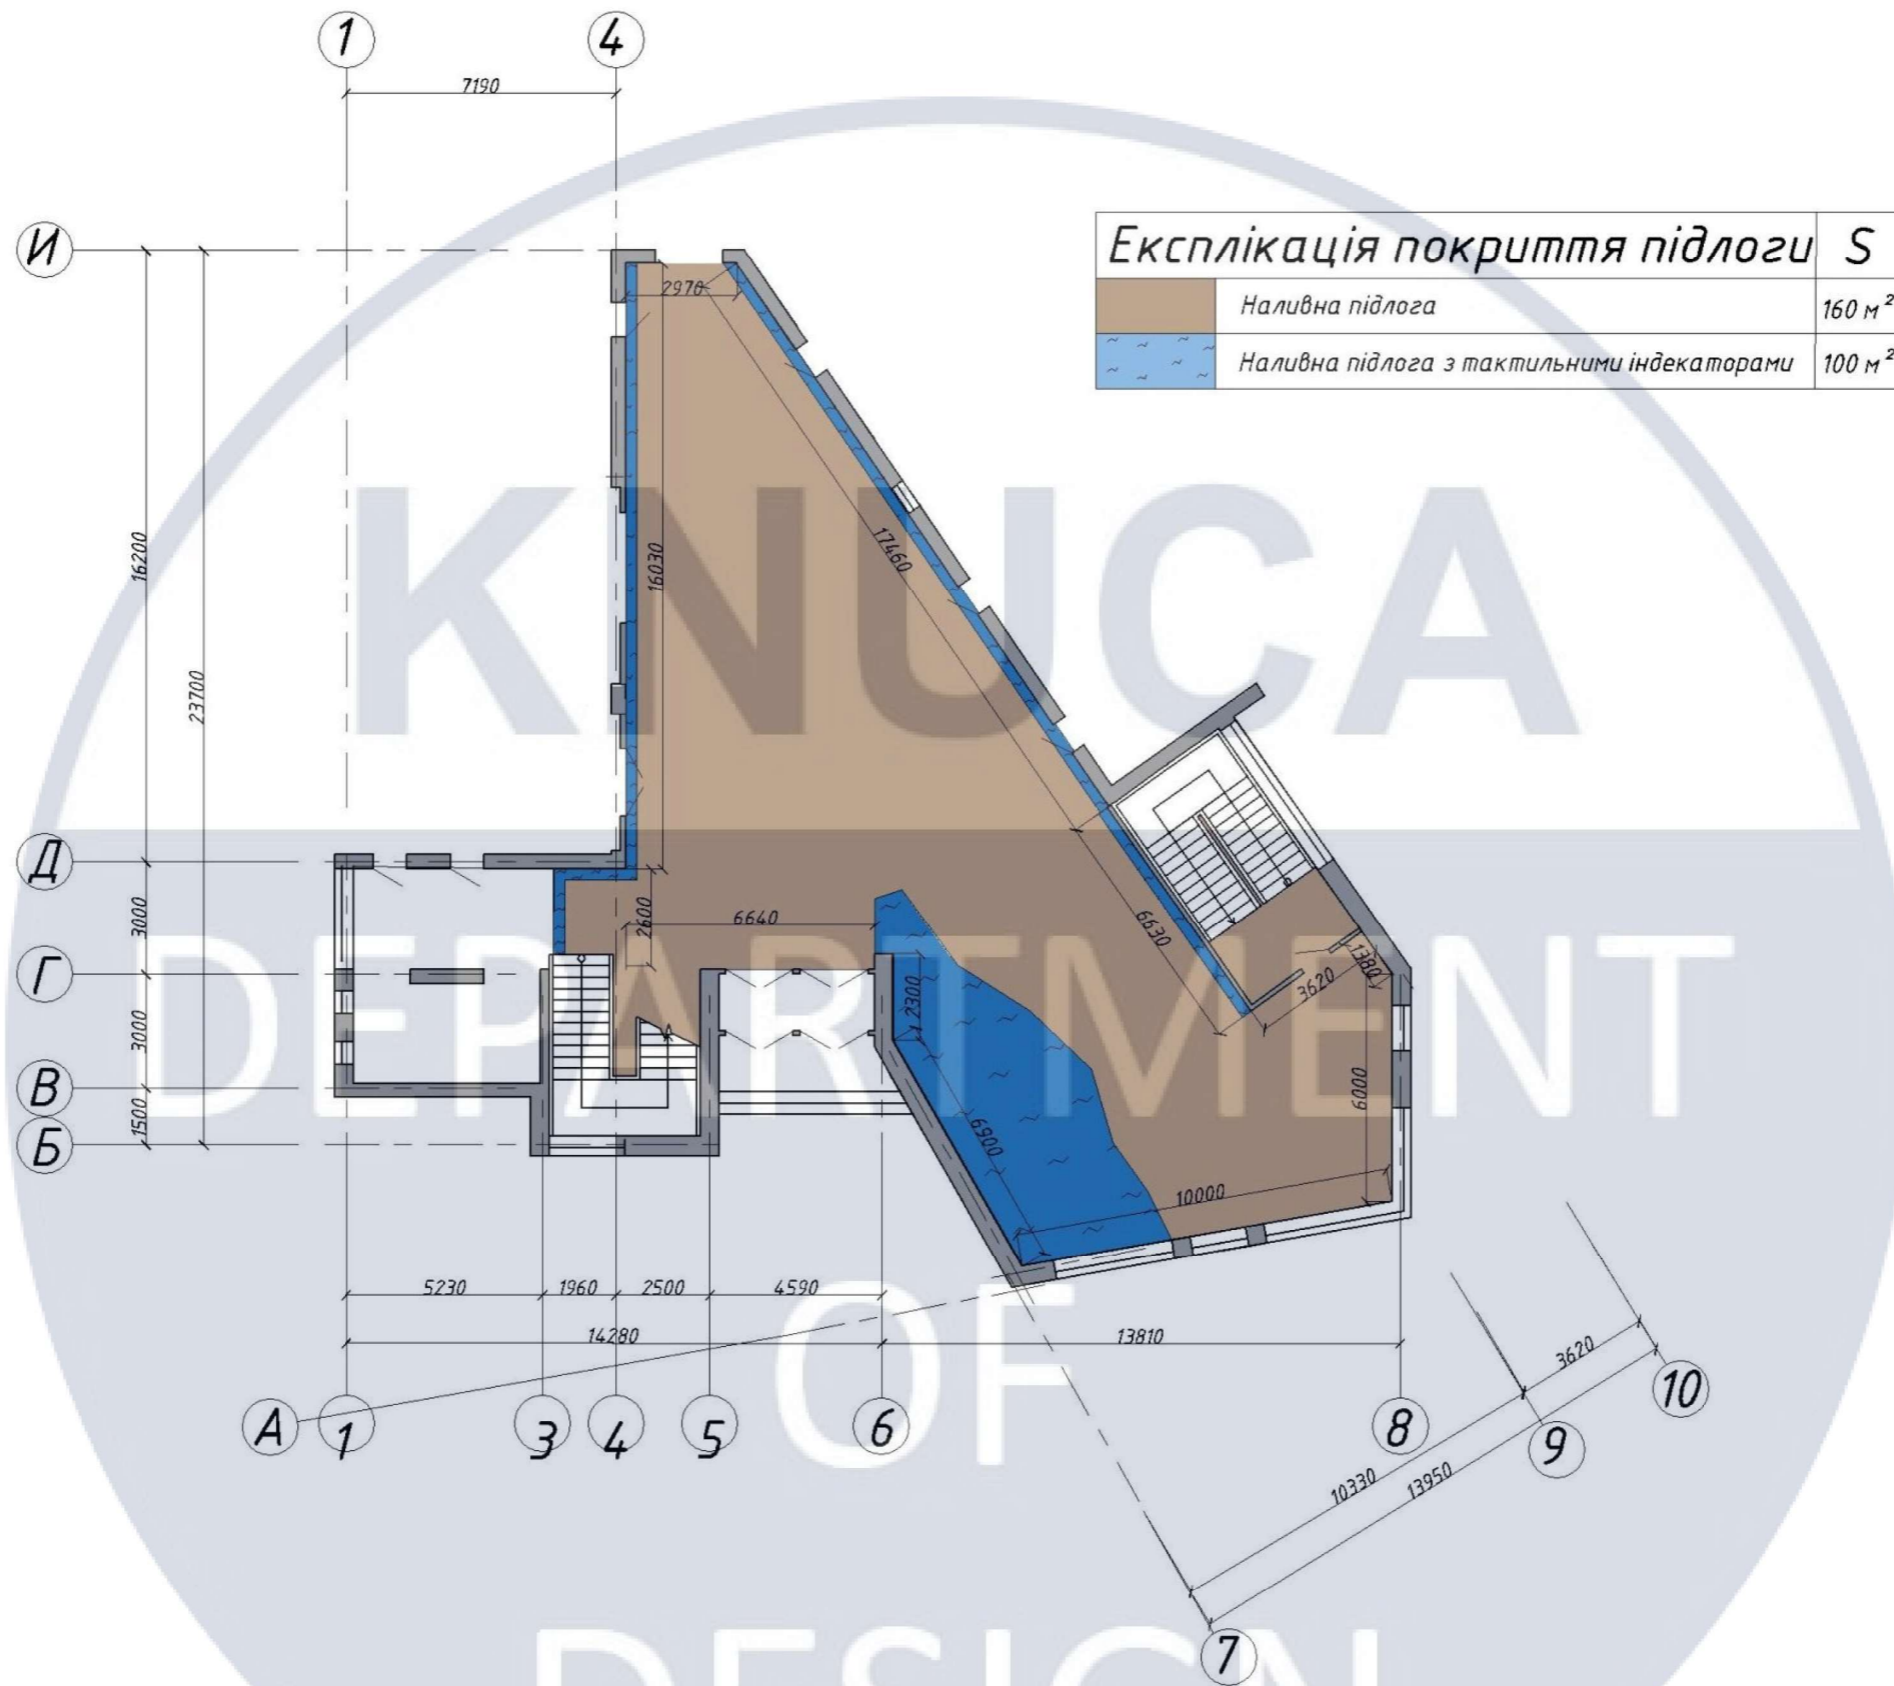 1
4
7190
И
Експлікація покриття підлоги S
Наливна підлога 160 м²
Наливна підлога з тактильними індекаторами 100 м²
2970
KNUCA
16200
23700
16030
17460
Д
3000
2600
6640
6630
DEPARTMENT
Г
2300
3620
1380
3000
В
6000
1500
Б
6900
10000
5230
1960
2500
4590
OF
14280
13810
3620
А
1
3
4
5
6
8
9
10
10330
13950
DESIGN
7